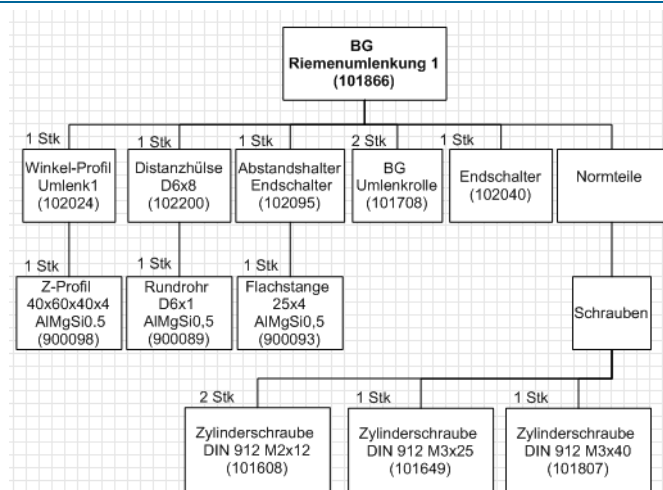 BG
Riemenumlenkung 1
(101866)
1 Stk
1 Stk
1 Stk
2 Stk
1 Stk
Winkel-Profil
Umlenk1
(102024)
Distanzhülse
D6x8
(102200)
Abstandshalter
Endschalter
(102095)
BG
Umlenkrolle
(101708)
Endschalter
(102040)
Normteile
1 Stk
1 Stk
1 Stk
Z-Profil
40x60x40x4
AlMgSi0.5
(900098)
Rundrohr
D6x1
AlMgSi0,5
(900089)
Flachstange
25x4
AlMgSi0,5
(900093)
Schrauben
2 Stk
1 Stk
1 Stk
Zylinderschraube
DIN 912 M2x12
(101608)
Zylinderschraube
DIN 912 M3x25
(101649)
Zylinderschraube
DIN 912 M3x40
(101807)